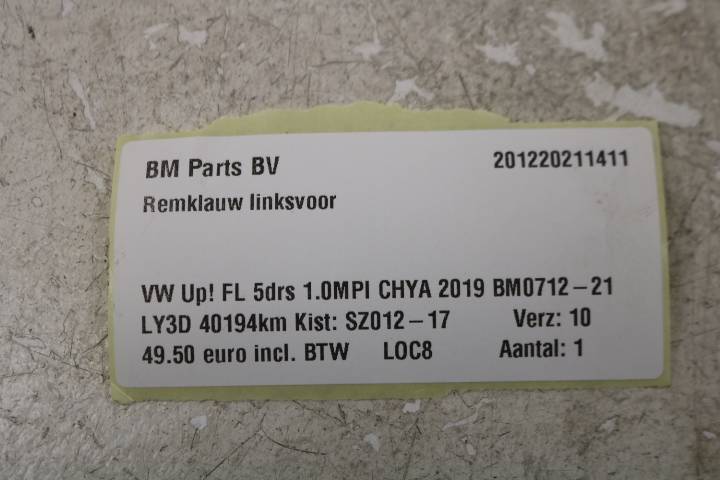 BM Parts BV 201220211411
Remklauw linksvoor
VW Up! FL 5drs 1.0MPI CHYA 2019 BM0712-21
LY3D 40194km Kist: SZ012-17 Verz: 10
49.50 euro incl. BTW LOC8 Aantal: 1